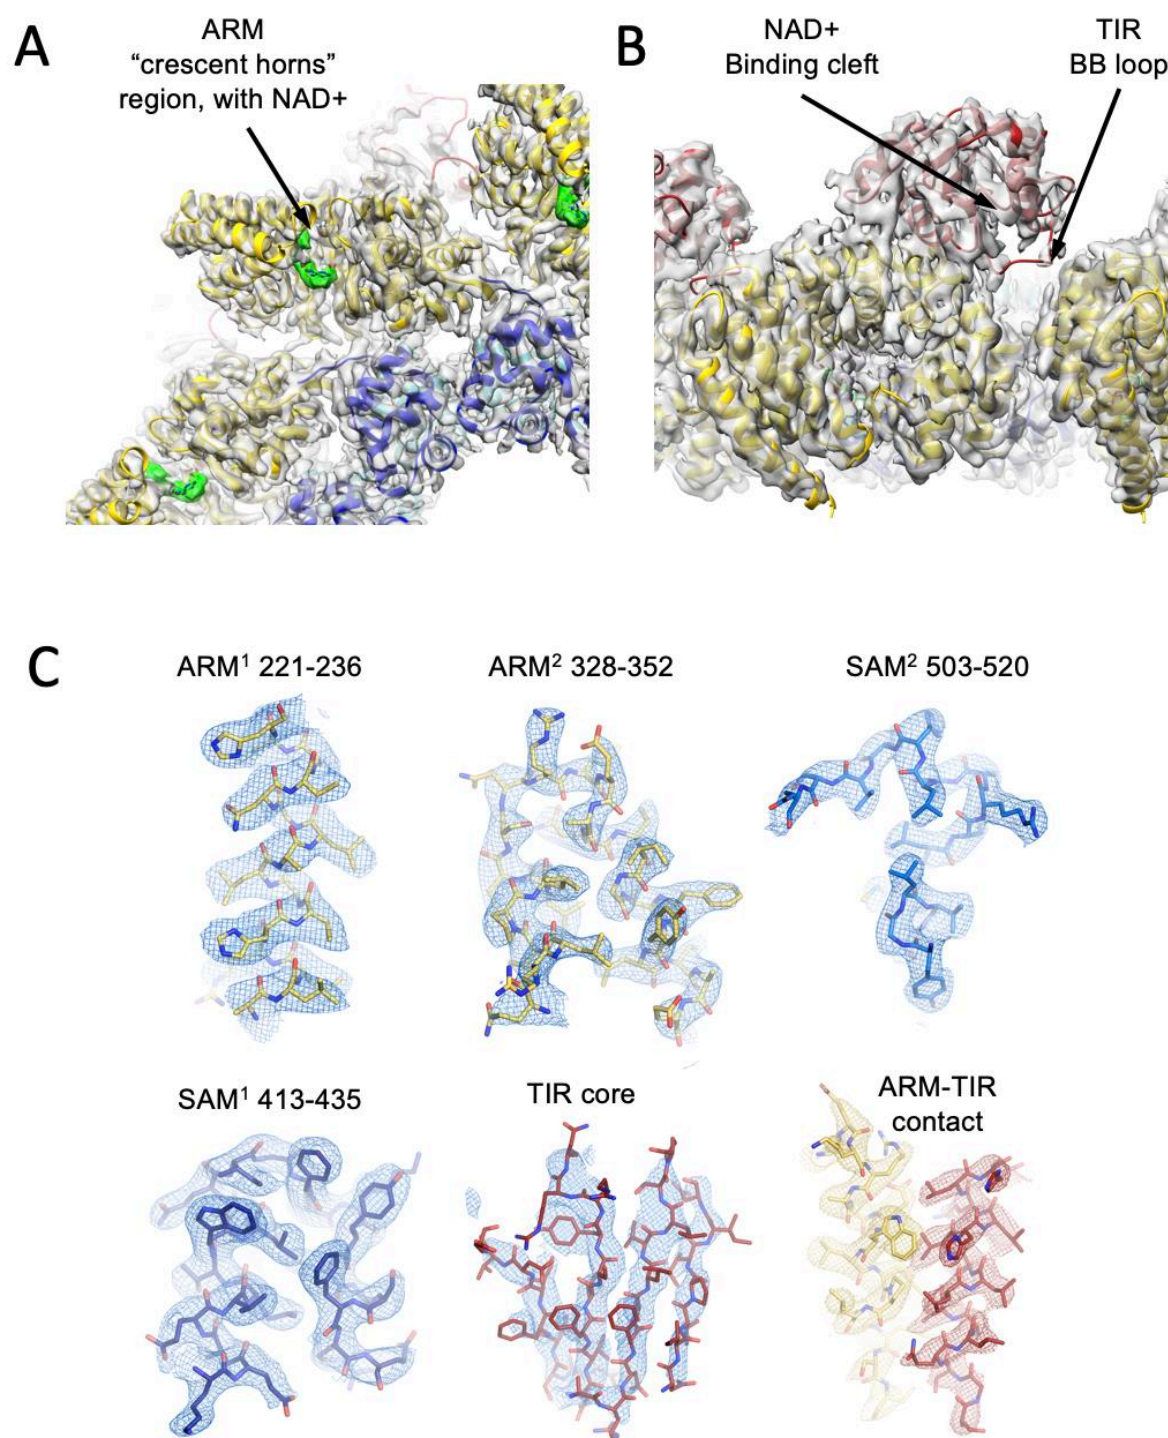 A
ARM
“crescent horns”
region, with NAD+
B
NAD+
Binding cleft
TIR
BB loop
C
ARM¹ 221-236
ARM² 328-352
SAM² 503-520
SAM¹ 413-435
TIR core
ARM-TIR
contact